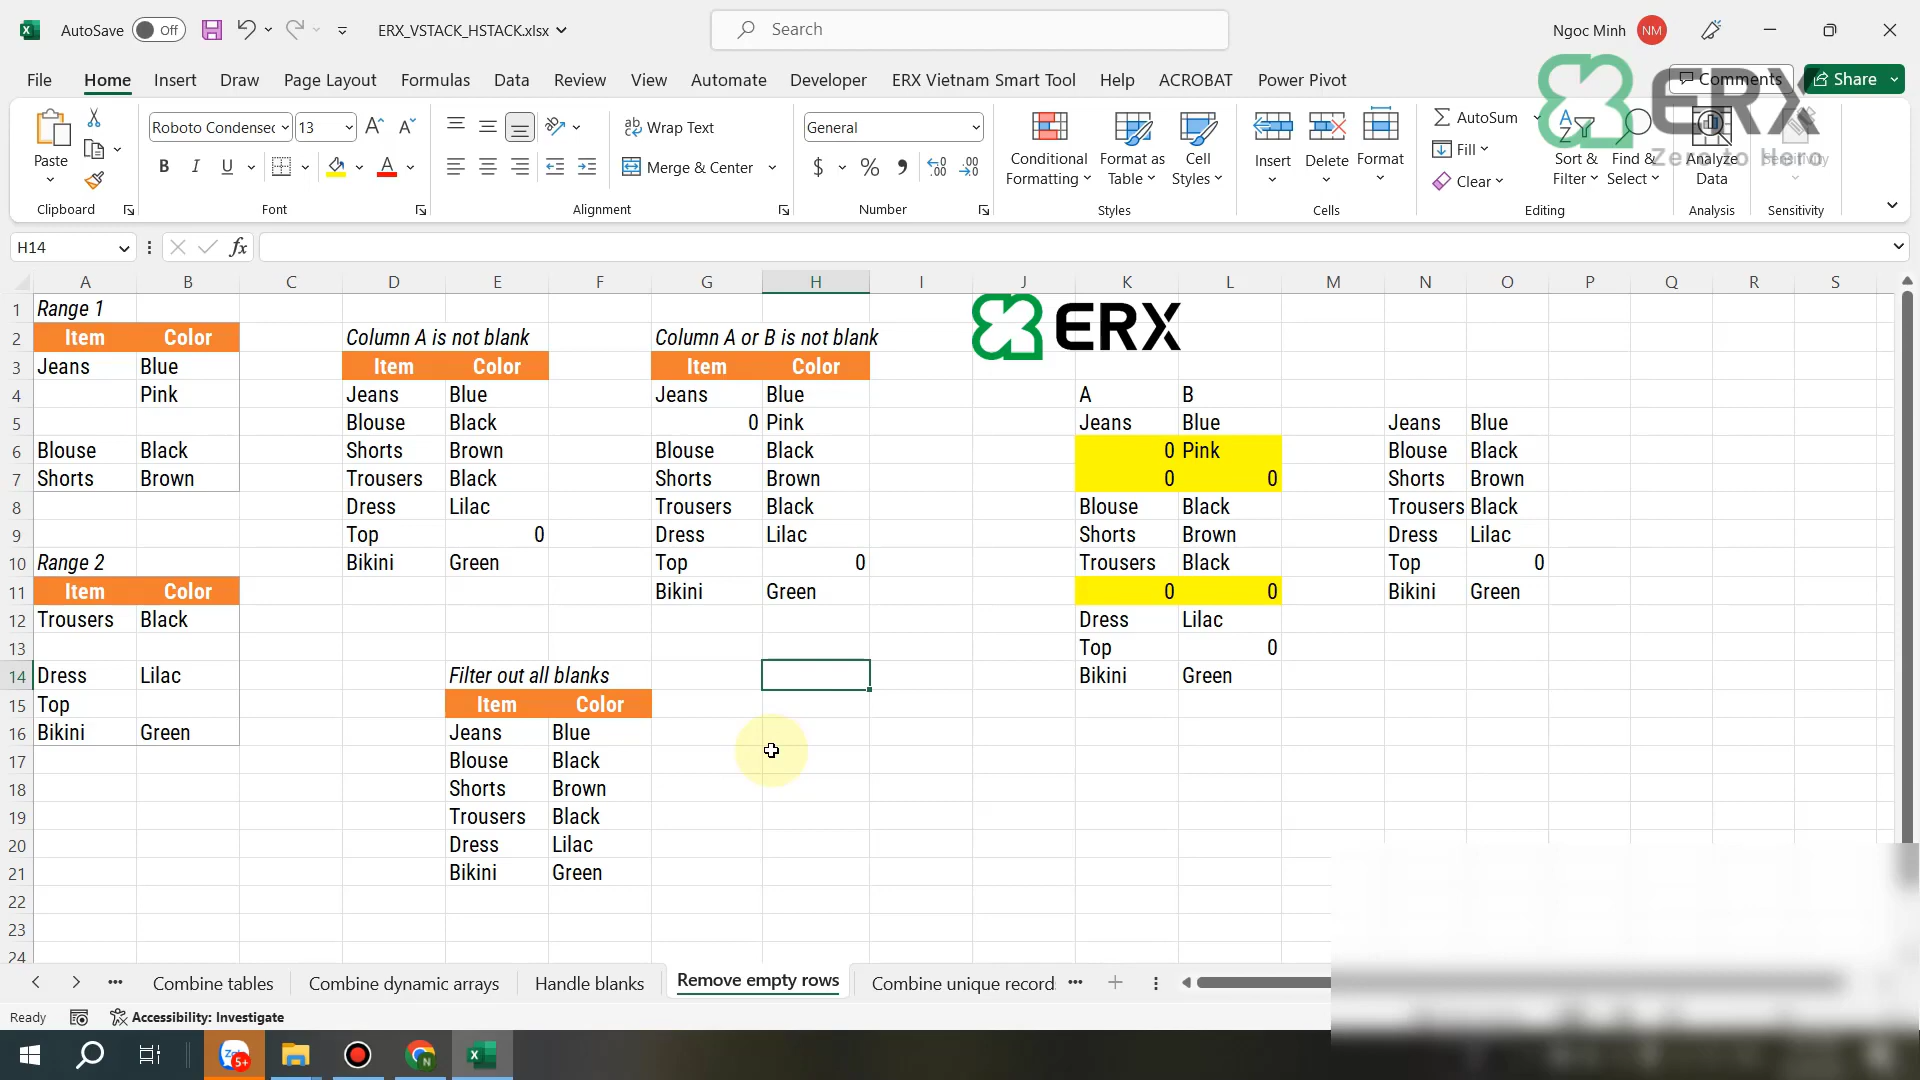 AutoSave Off ERX_VSTACK_HSTACK.xlsx Search Ngoc Minh NM
File Home Insert Draw Page Layout Formulas Data Review View Automate Developer ERX Vietnam Smart Tool Help ACROBAT Power Pivot Comments Share
ERX
Zero to Hero
Paste Roboto Condensec 13 Wrap Text General Conditional Formatting Format as Table Cell Styles Insert Delete Format AutoSum Fill Clear Sort & Filter Find & Select Analyze Data Sensitivity
B I U Merge & Center $ %
Clipboard Font Alignment Number Styles Cells Editing Analysis Sensitivity
H14 fx
A B C D E F G H I J K L M N O P Q R S
1 Range 1 ERX
2 Item Color Column A is not blank Column A or B is not blank
3 Jeans Blue Item Color Item Color
4 Pink Jeans Blue Jeans Blue A B
5 Blouse Black 0 Pink Jeans Blue Jeans Blue
6 Blouse Black Shorts Brown Blouse Black 0 Pink Blouse Black
7 Shorts Brown Trousers Black Shorts Brown 0 0 Shorts Brown
8 Dress Lilac Trousers Black Blouse Black Trousers Black
9 Top 0 Dress Lilac Shorts Brown Dress Lilac
10 Range 2 Bikini Green Top 0 Trousers Black Top 0
11 Item Color Bikini Green 0 0 Bikini Green
12 Trousers Black Dress Lilac
13 Top 0
14 Dress Lilac Filter out all blanks Bikini Green
15 Top Item Color
16 Bikini Green Jeans Blue
17 Blouse Black
18 Shorts Brown
19 Trousers Black
20 Dress Lilac
21 Bikini Green
22
23
24
Combine tables Combine dynamic arrays Handle blanks Remove empty rows Combine unique record
Ready Accessibility: Investigate
5+ N